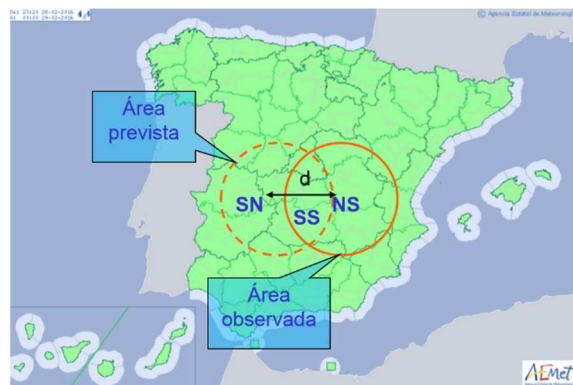 © Agencia Estatal de Meteorología
Área
prevista
d
SN
SS
NS
Área
observada
AEMet